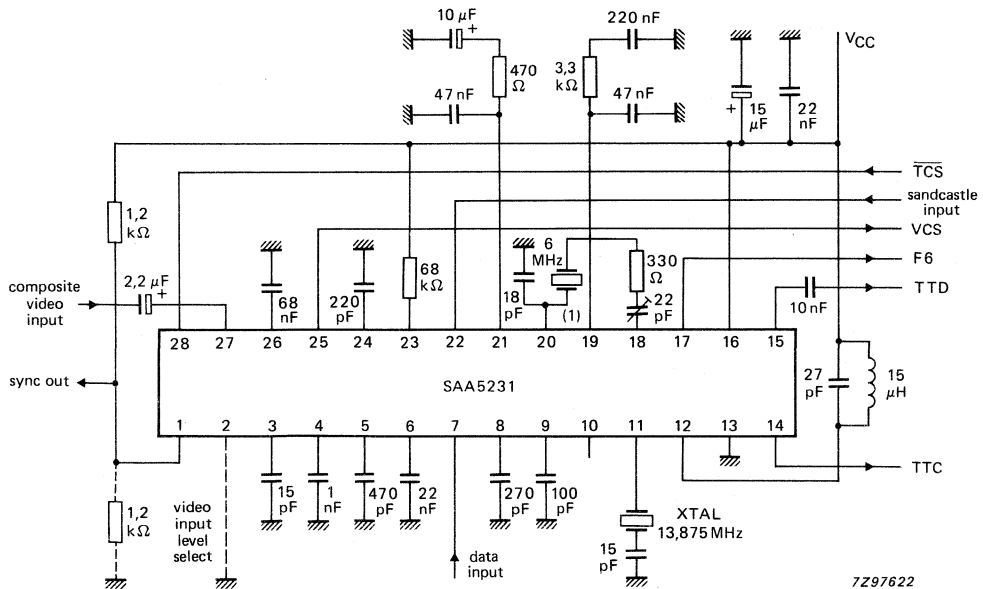 10 μF
+
220 nF
VCC
470
Ω
3,3
kΩ
47 nF
47 nF
+
15
μF
22
nF
TCS
sandcastle
input
VCS
F6
TTD
10 nF
1,2
kΩ
6
MHz
330
Ω
68
kΩ
composite
video
input
2,2 μF
+
68
nF
220
pF
18
pF
(1)
22
pF
28 27 26 25 24 23 22 21 20 19 18 17 16 15
sync out
SAA5231
27
pF
15
μH
1 2 3 4 5 6 7 8 9 10 11 12 13 14
TTC
1,2
kΩ
video
input
level
select
15
pF
1
nF
470
pF
22
nF
270
pF
100
pF
XTAL
13,875 MHz
15
pF
data
input
7Z97622